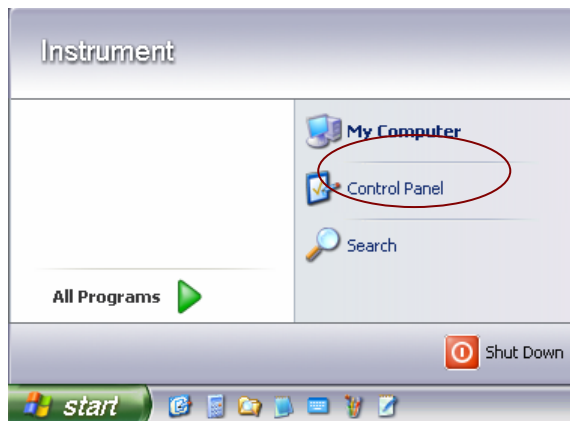 Instrument
My Computer
Control Panel
Search
All Programs
Shut Down
start